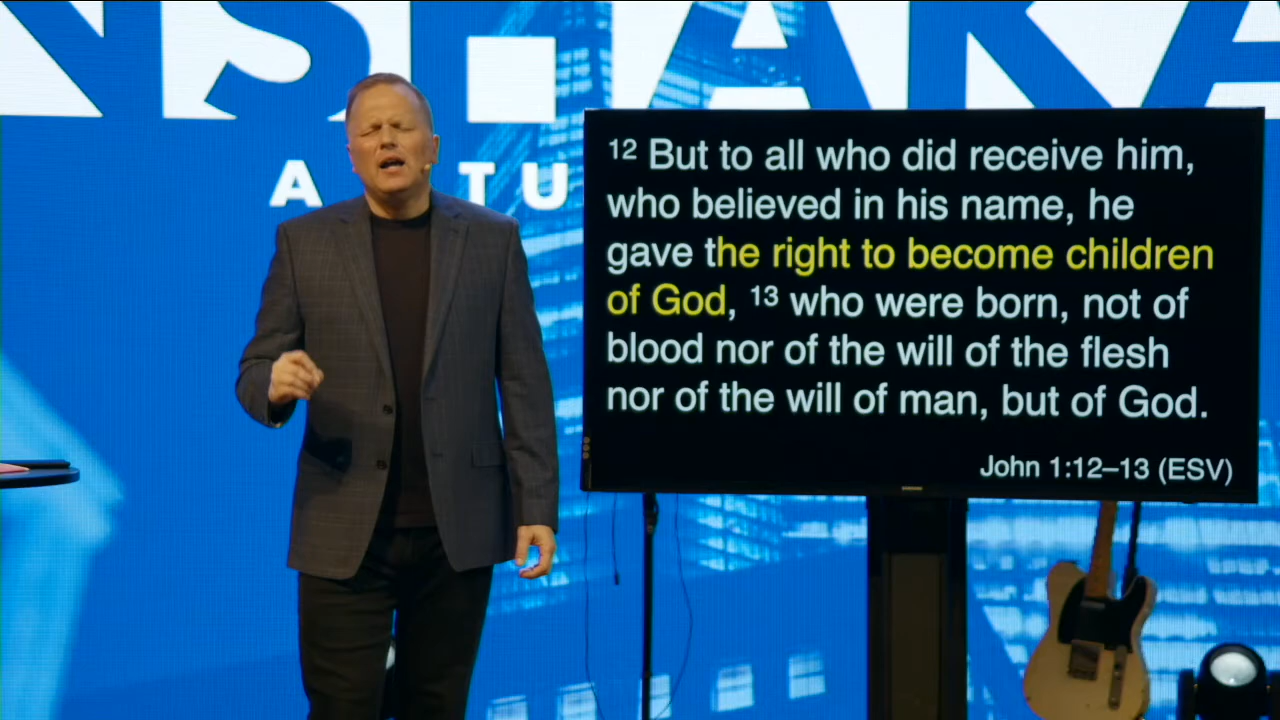 A TU
12 But to all who did receive him,
who believed in his name, he
gave the right to become children
of God, 13 who were born, not of
blood nor of the will of the flesh
nor of the will of man, but of God.
John 1:12–13 (ESV)